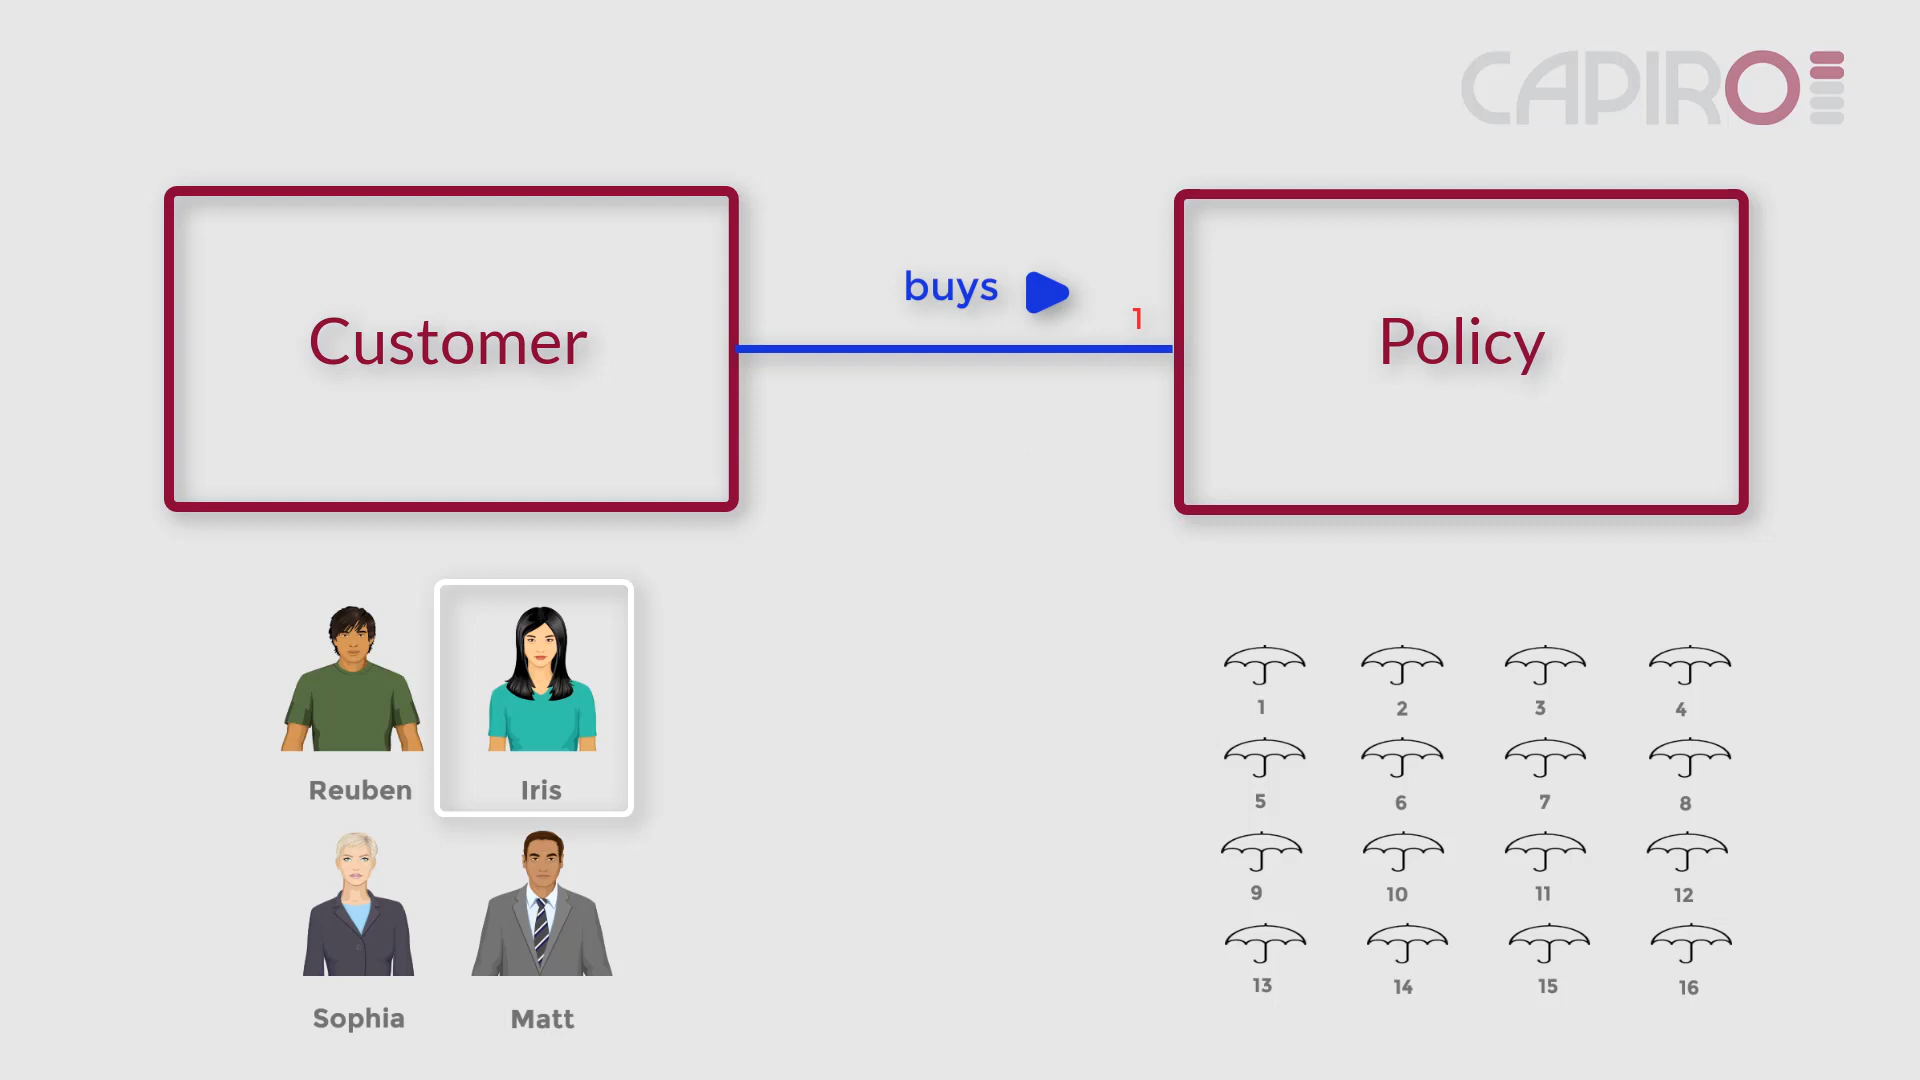 CAPIRO
buys
1
Customer
Policy
Reuben
Iris
Sophia
Matt
1 2 3 4
5 6 7 8
9 10 11 12
13 14 15 16